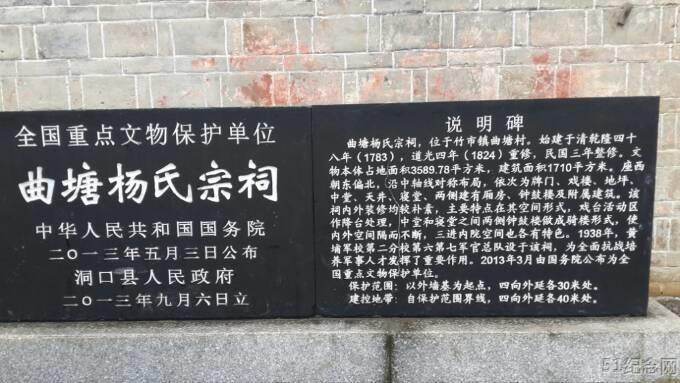 全国重点文物保护单位
曲塘杨氏宗祠
中华人民共和国国务院
二〇一三年五月三日公布
洞口县人民政府
二〇一三年九月六日立
说明碑
曲塘杨氏宗祠，位于竹市镇曲塘村。始建于清乾隆四十
八年（1783），道光四年（1824）重修，民国三年整修。文
物本体占地面积3589.78平方米，建筑面积1710平方米。座西
朝东偏北，沿中轴线对称布局，依次为牌门、戏楼、地坪、
中堂、天井、寝堂，两侧建有厢房、钟鼓楼及附属建筑。该
祠内外装修均较朴素，主要特点在其空间形式，戏台活动区
作降台处理，中堂和寝堂之间两侧钟鼓楼做成骑楼形式，使
内外空间隔而不断，三进内院空间也各有特色。1938年，黄
埔军校第二分校第六第七军官总队设于该祠，为全面抗战培
养军事人才发挥了重要作用。2013年3月由国务院公布为全
国重点文物保护单位。
保护范围：以外墙基为起点，四向外延各30米处。
建控地带：自保护范围界线，四向外延各40米处。
51纪念网